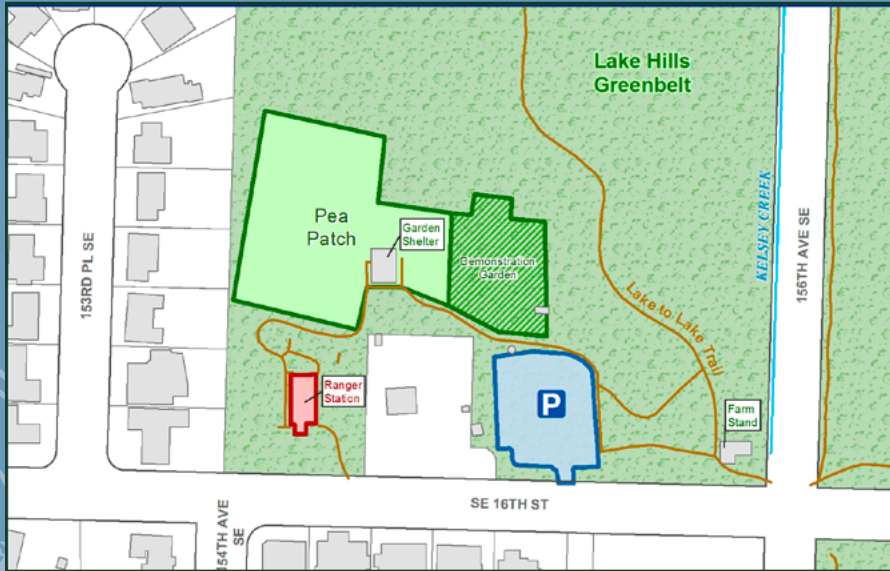 Lake Hills
Greenbelt
Pea
Patch
Garden
Shelter
Demonstration
Garden
KELSEY CREEK
156TH AVE SE
153RD PL SE
Lake to Lake Trail
Ranger
Station
P
Farm
Stand
SE 16TH ST
154TH AVE
SE